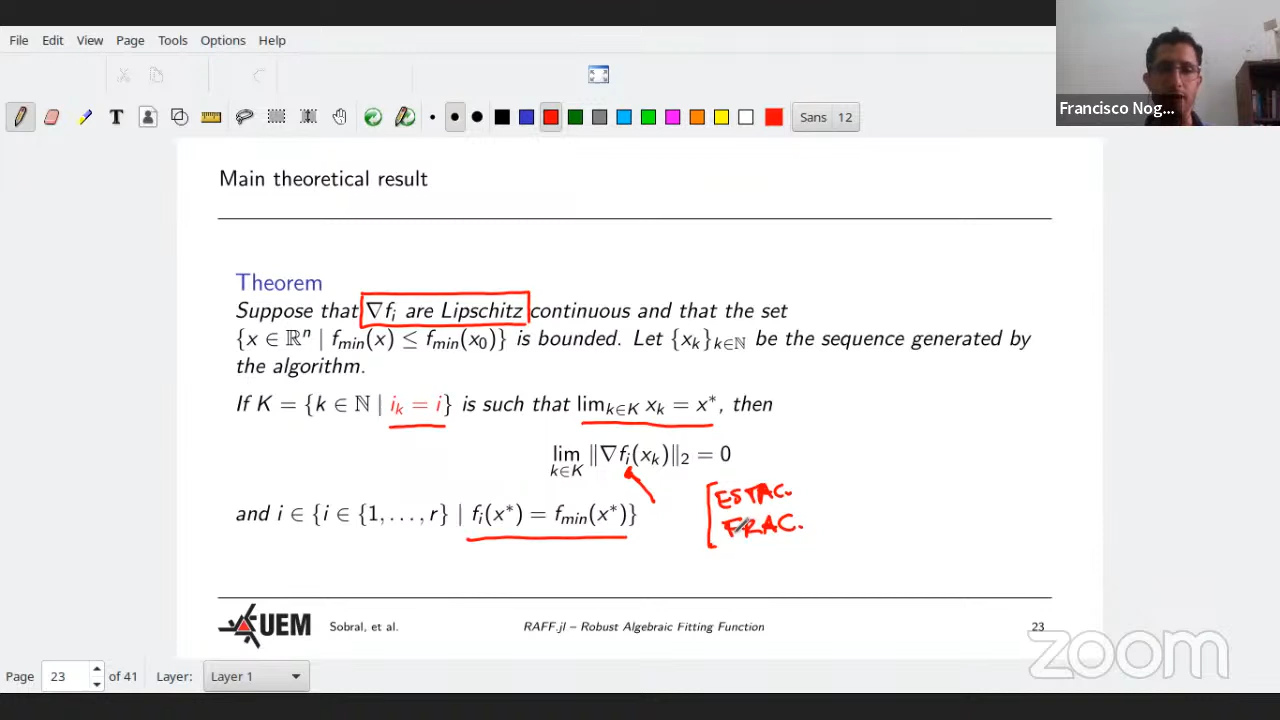 File Edit View Page Tools Options Help
Francisco Nog...
T Sans 12
Main theoretical result
Theorem
Suppose that ∇fᵢ are Lipschitz continuous and that the set
{x ∈ ℝⁿ | f_min(x) ≤ f_min(x₀)} is bounded. Let {x_k}_{k∈ℕ} be the sequence generated by
the algorithm.
If K = {k ∈ ℕ | i_k = i} is such that lim_{k∈K} x_k = x*, then
lim_{k∈K} ‖∇fᵢ(x_k)‖₂ = 0
ESTAC.
and i ∈ {i ∈ {1, . . . , r} | fᵢ(x*) = f_min(x*)}
FRAC.
UEM Sobral, et al. RAFF.jl – Robust Algebraic Fitting Function 23
zoom
Page 23 of 41 Layer: Layer 1